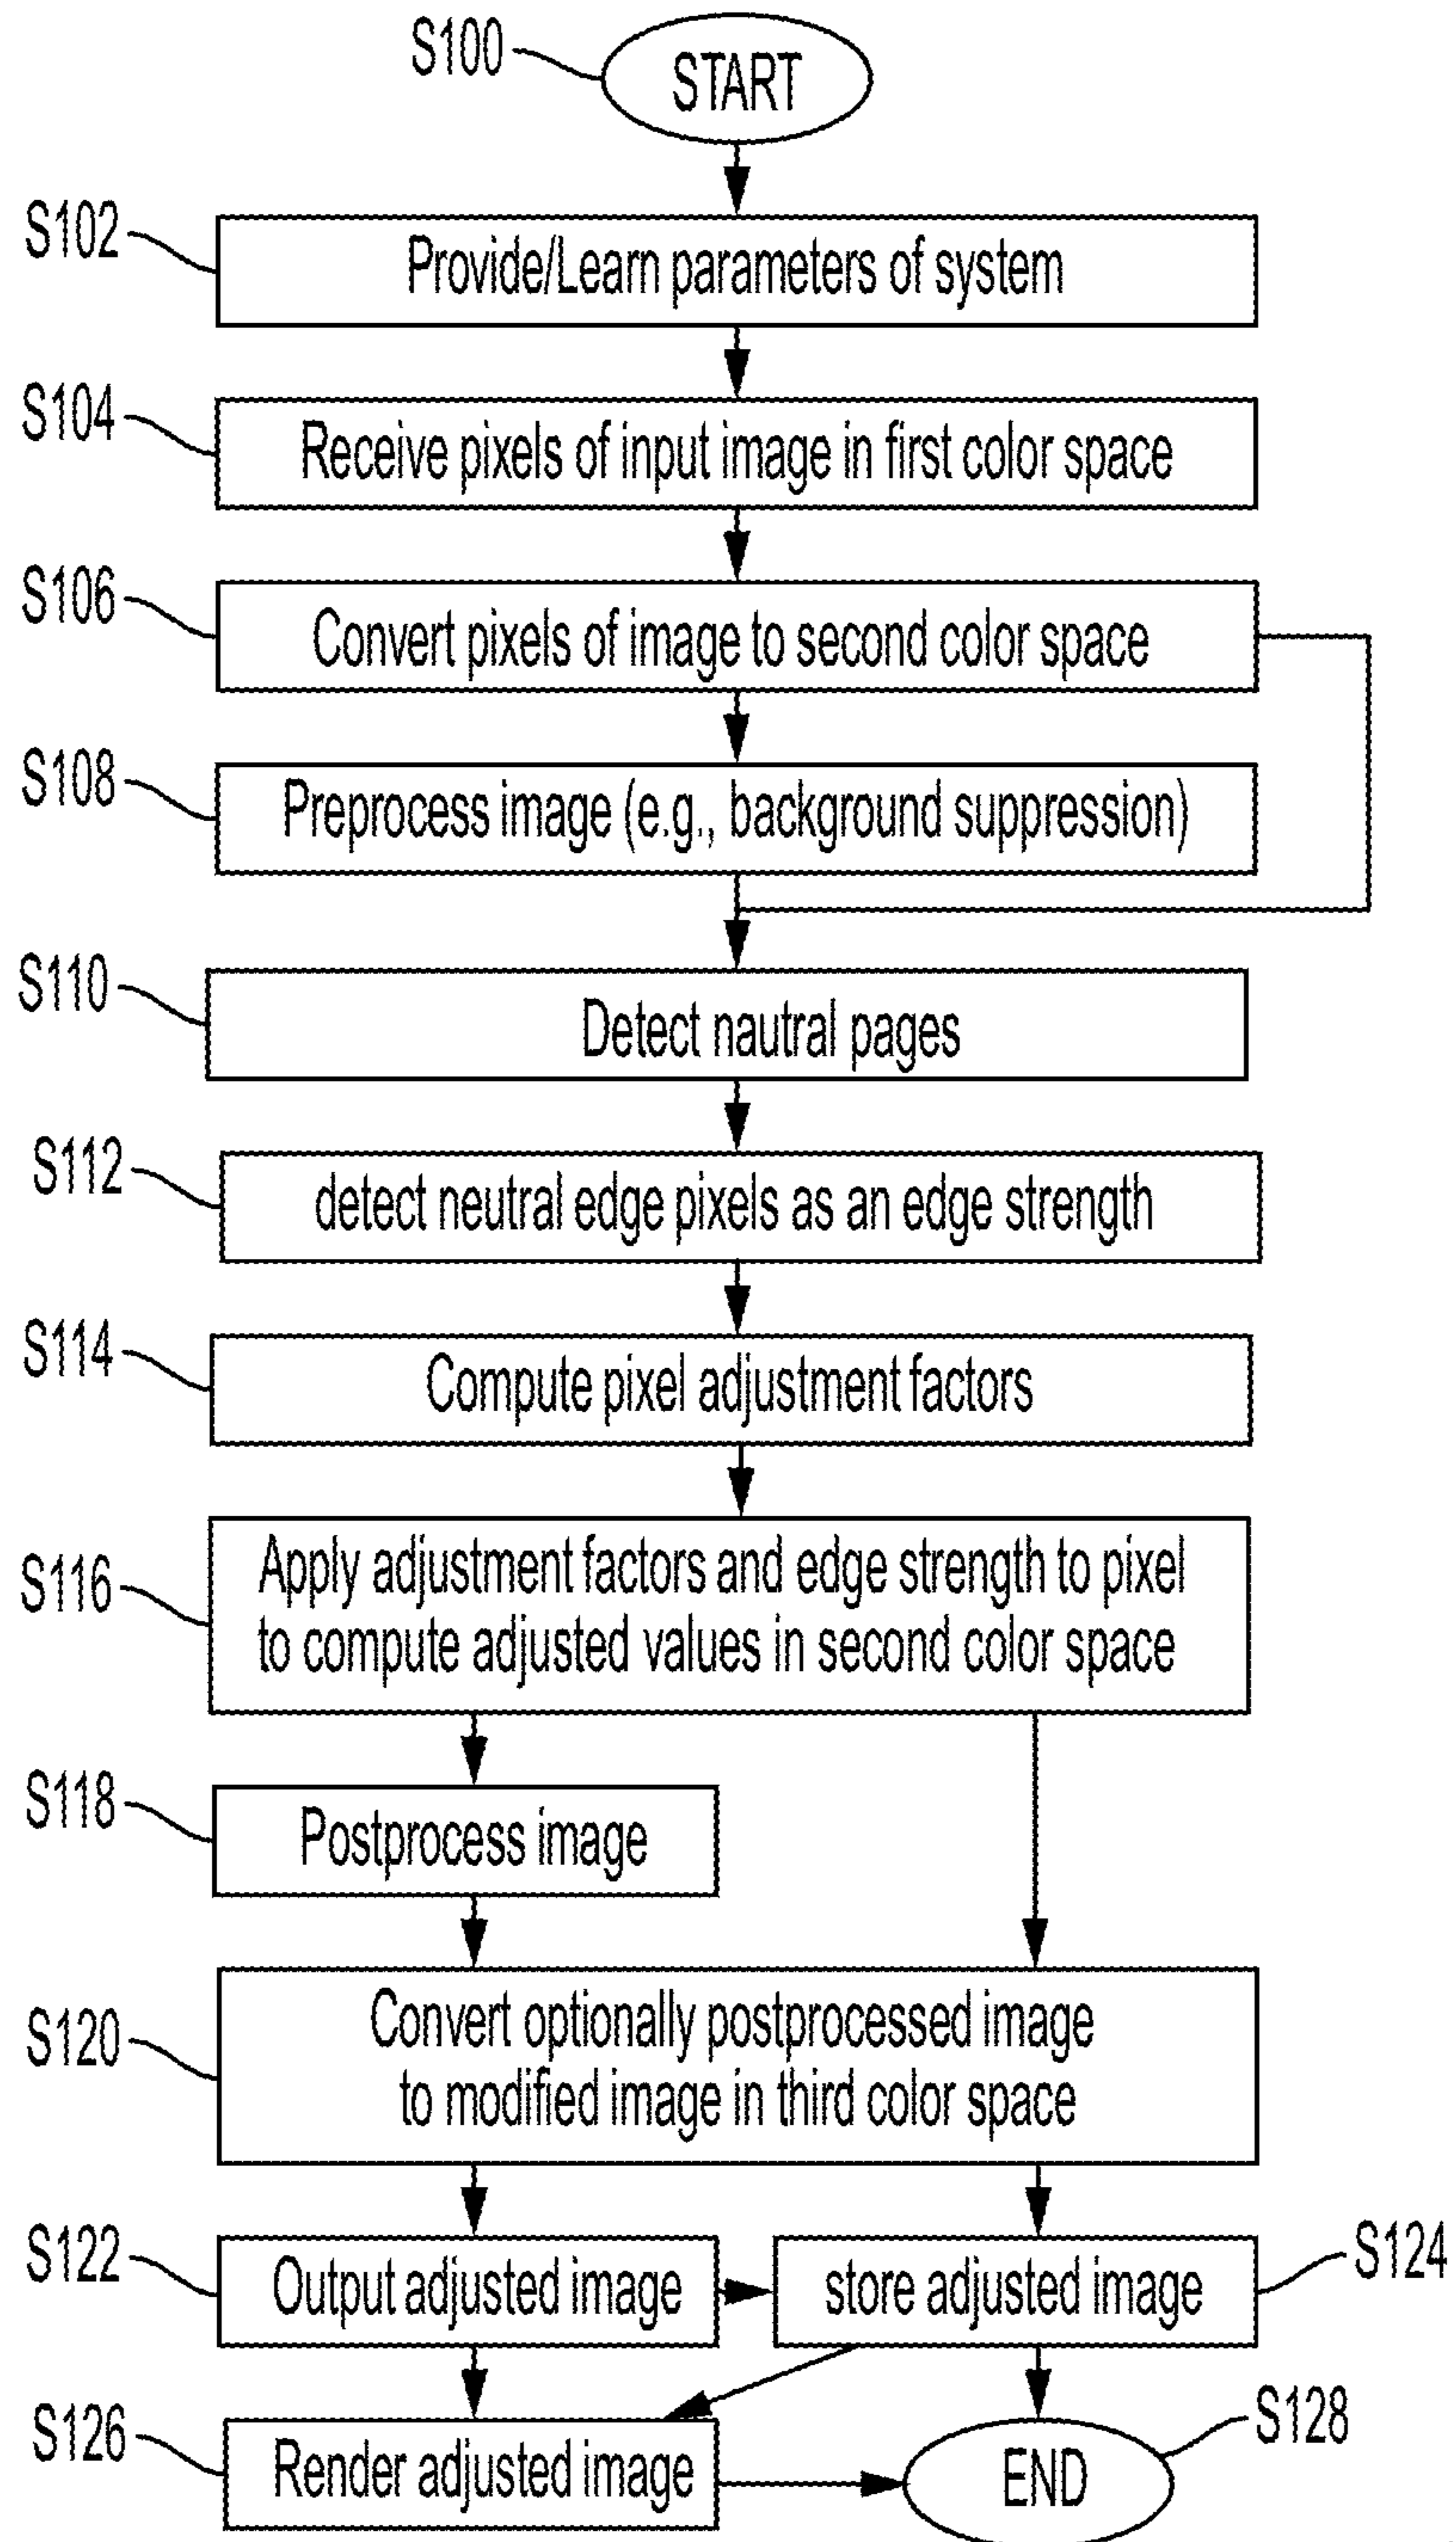 S100
START
S102
Provide/Learn parameters of system
S104
Receive pixels of input image in first color space
S106
Convert pixels of image to second color space
S108
Preprocess image (e.g., background suppression)
S110
Detect nautral pages
S112
detect neutral edge pixels as an edge strength
S114
Compute pixel adjustment factors
S116
Apply adjustment factors and edge strength to pixel
to compute adjusted values in second color space
S118
Postprocess image
S120
Convert optionally postprocessed image
to modified image in third color space
S122
Output adjusted image
store adjusted image
S124
S126
Render adjusted image
END
S128